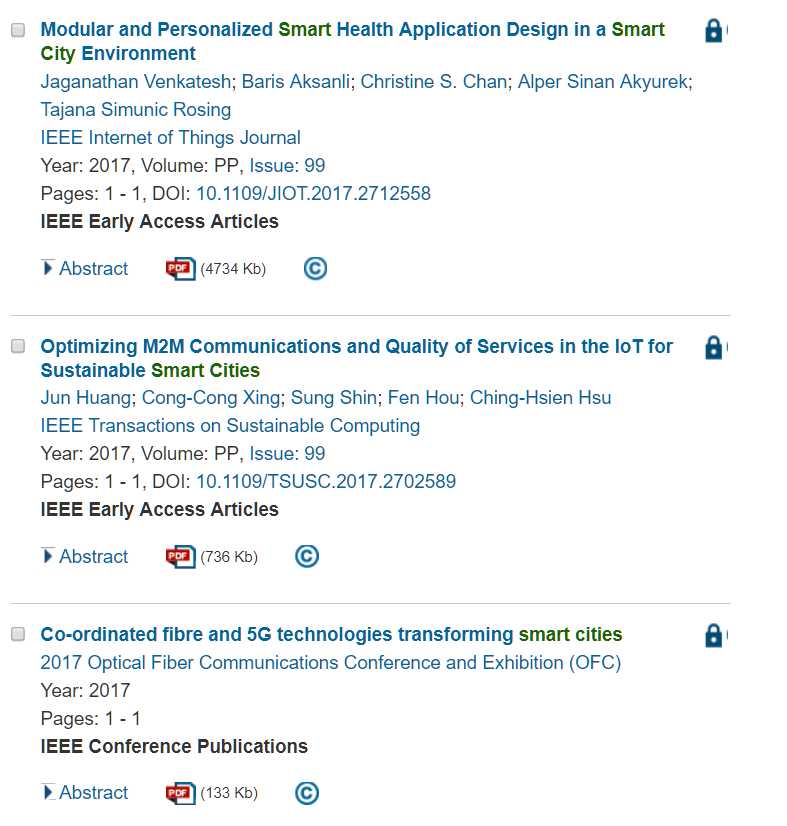 Modular and Personalized Smart Health Application Design in a Smart
City Environment
Jaganathan Venkatesh; Baris Aksanli; Christine S. Chan; Alper Sinan Akyurek;
Tajana Simunic Rosing
IEEE Internet of Things Journal
Year: 2017, Volume: PP, Issue: 99
Pages: 1 - 1, DOI: 10.1109/JIOT.2017.2712558
IEEE Early Access Articles
Abstract PDF (4734 Kb) ©
Optimizing M2M Communications and Quality of Services in the IoT for
Sustainable Smart Cities
Jun Huang; Cong-Cong Xing; Sung Shin; Fen Hou; Ching-Hsien Hsu
IEEE Transactions on Sustainable Computing
Year: 2017, Volume: PP, Issue: 99
Pages: 1 - 1, DOI: 10.1109/TSUSC.2017.2702589
IEEE Early Access Articles
Abstract PDF (736 Kb) ©
Co-ordinated fibre and 5G technologies transforming smart cities
2017 Optical Fiber Communications Conference and Exhibition (OFC)
Year: 2017
Pages: 1 - 1
IEEE Conference Publications
Abstract PDF (133 Kb) ©